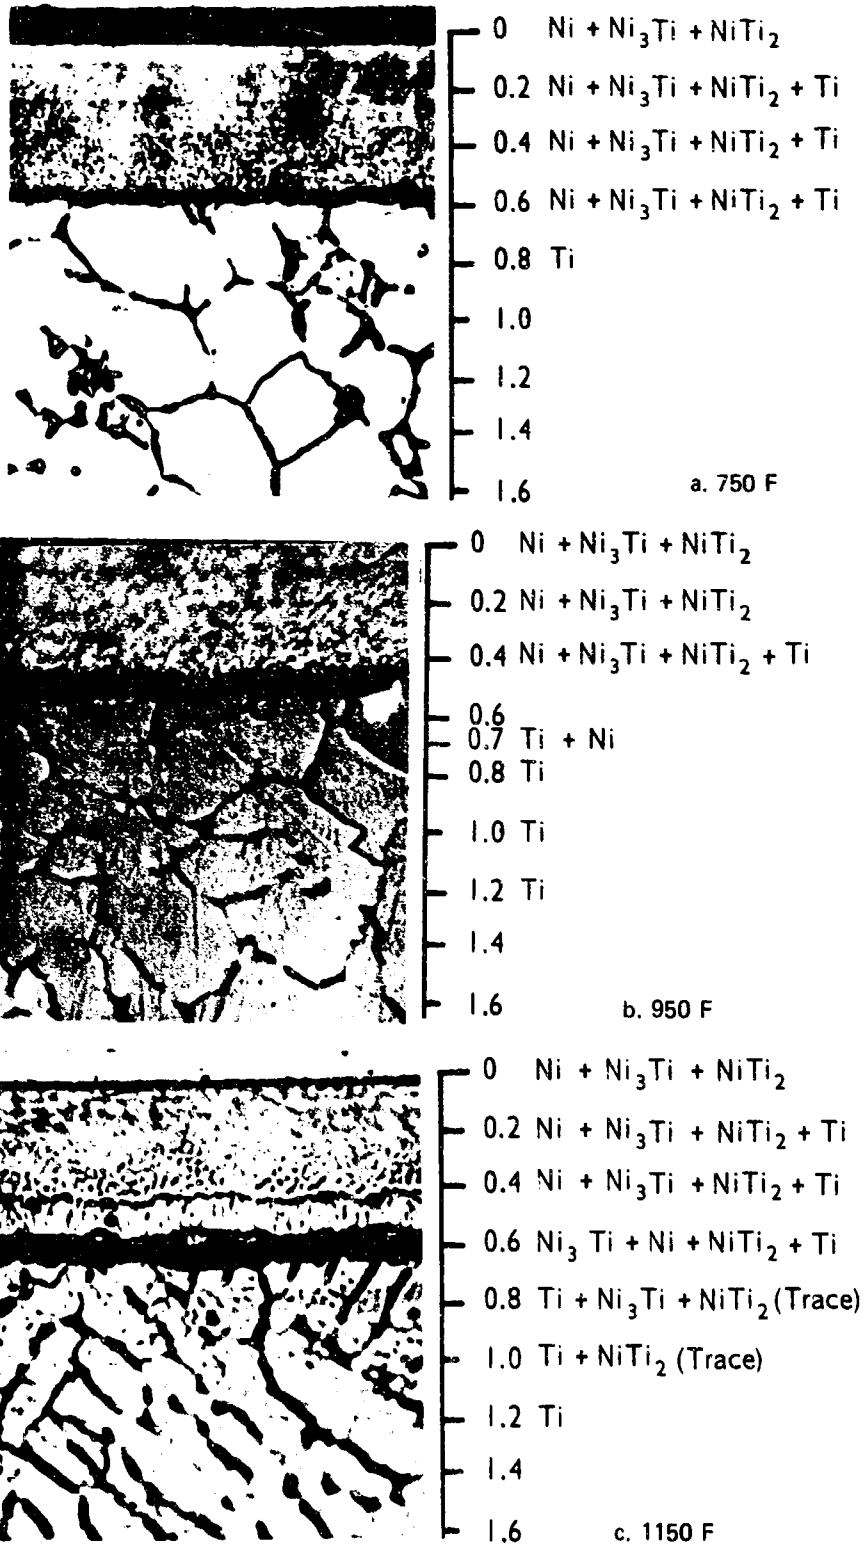 0 Ni + Ni₃Ti + NiTi₂
0.2 Ni + Ni₃Ti + NiTi₂ + Ti
0.4 Ni + Ni₃Ti + NiTi₂ + Ti
0.6 Ni + Ni₃Ti + NiTi₂ + Ti
0.8 Ti
1.0
1.2
1.4
1.6
a. 750 F
0 Ni + Ni₃Ti + NiTi₂
0.2 Ni + Ni₃Ti + NiTi₂
0.4 Ni + Ni₃Ti + NiTi₂ + Ti
0.6
0.7 Ti + Ni
0.8 Ti
1.0 Ti
1.2 Ti
1.4
1.6
b. 950 F
0 Ni + Ni₃Ti + NiTi₂
0.2 Ni + Ni₃Ti + NiTi₂ + Ti
0.4 Ni + Ni₃Ti + NiTi₂ + Ti
0.6 Ni₃ Ti + Ni + NiTi₂ + Ti
0.8 Ti + Ni₃Ti + NiTi₂ (Trace)
1.0 Ti + NiTi₂ (Trace)
1.2 Ti
1.4
1.6
c. 1150 F